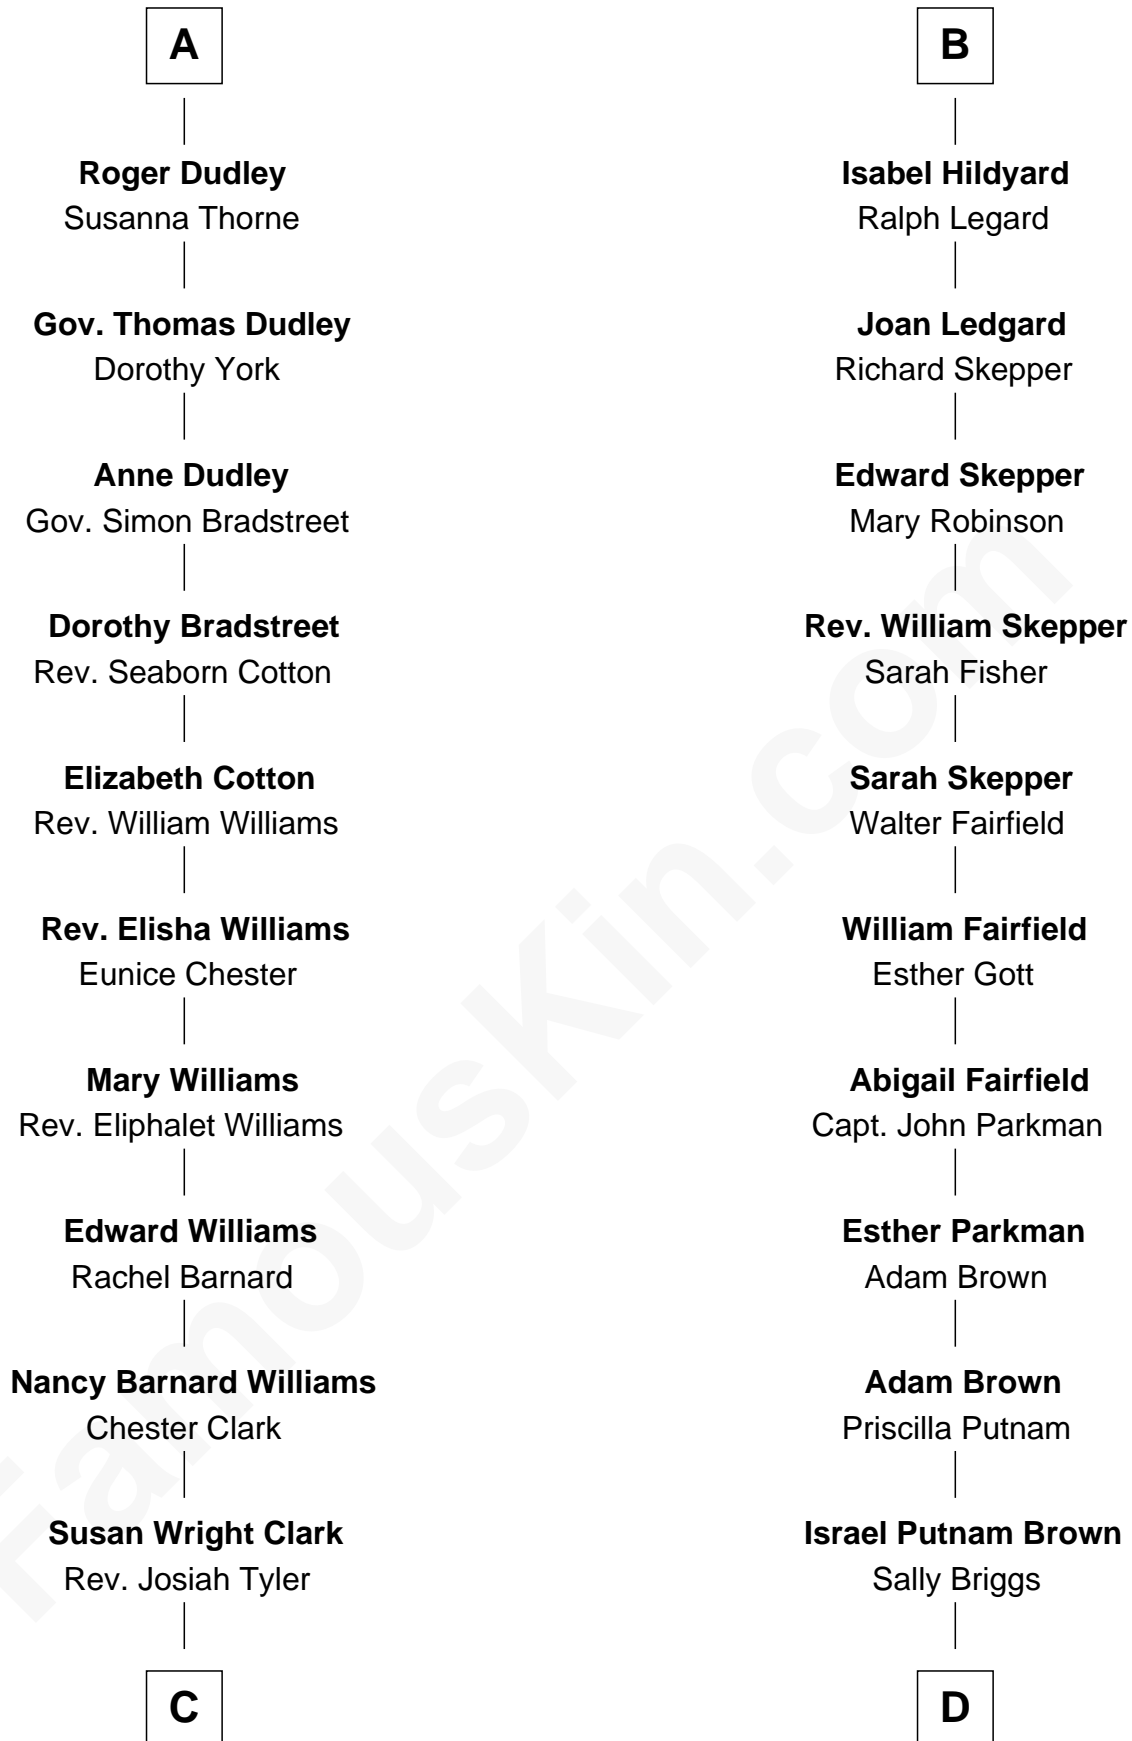 A
Roger Dudley
Susanna Thorne
Gov. Thomas Dudley
Dorothy York
Anne Dudley
Gov. Simon Bradstreet
Dorothy Bradstreet
Rev. Seaborn Cotton
Elizabeth Cotton
Rev. William Williams
Rev. Elisha Williams
Eunice Chester
Mary Williams
Rev. Eliphalet Williams
Edward Williams
Rachel Barnard
Nancy Barnard Williams
Chester Clark
Susan Wright Clark
Rev. Josiah Tyler
C
B
Isabel Hildyard
Ralph Legard
Joan Ledgard
Richard Skepper
Edward Skepper
Mary Robinson
Rev. William Skepper
Sarah Fisher
Sarah Skepper
Walter Fairfield
William Fairfield
Esther Gott
Abigail Fairfield
Capt. John Parkman
Esther Parkman
Adam Brown
Adam Brown
Priscilla Putnam
Israel Putnam Brown
Sally Briggs
D
FamousKin.com